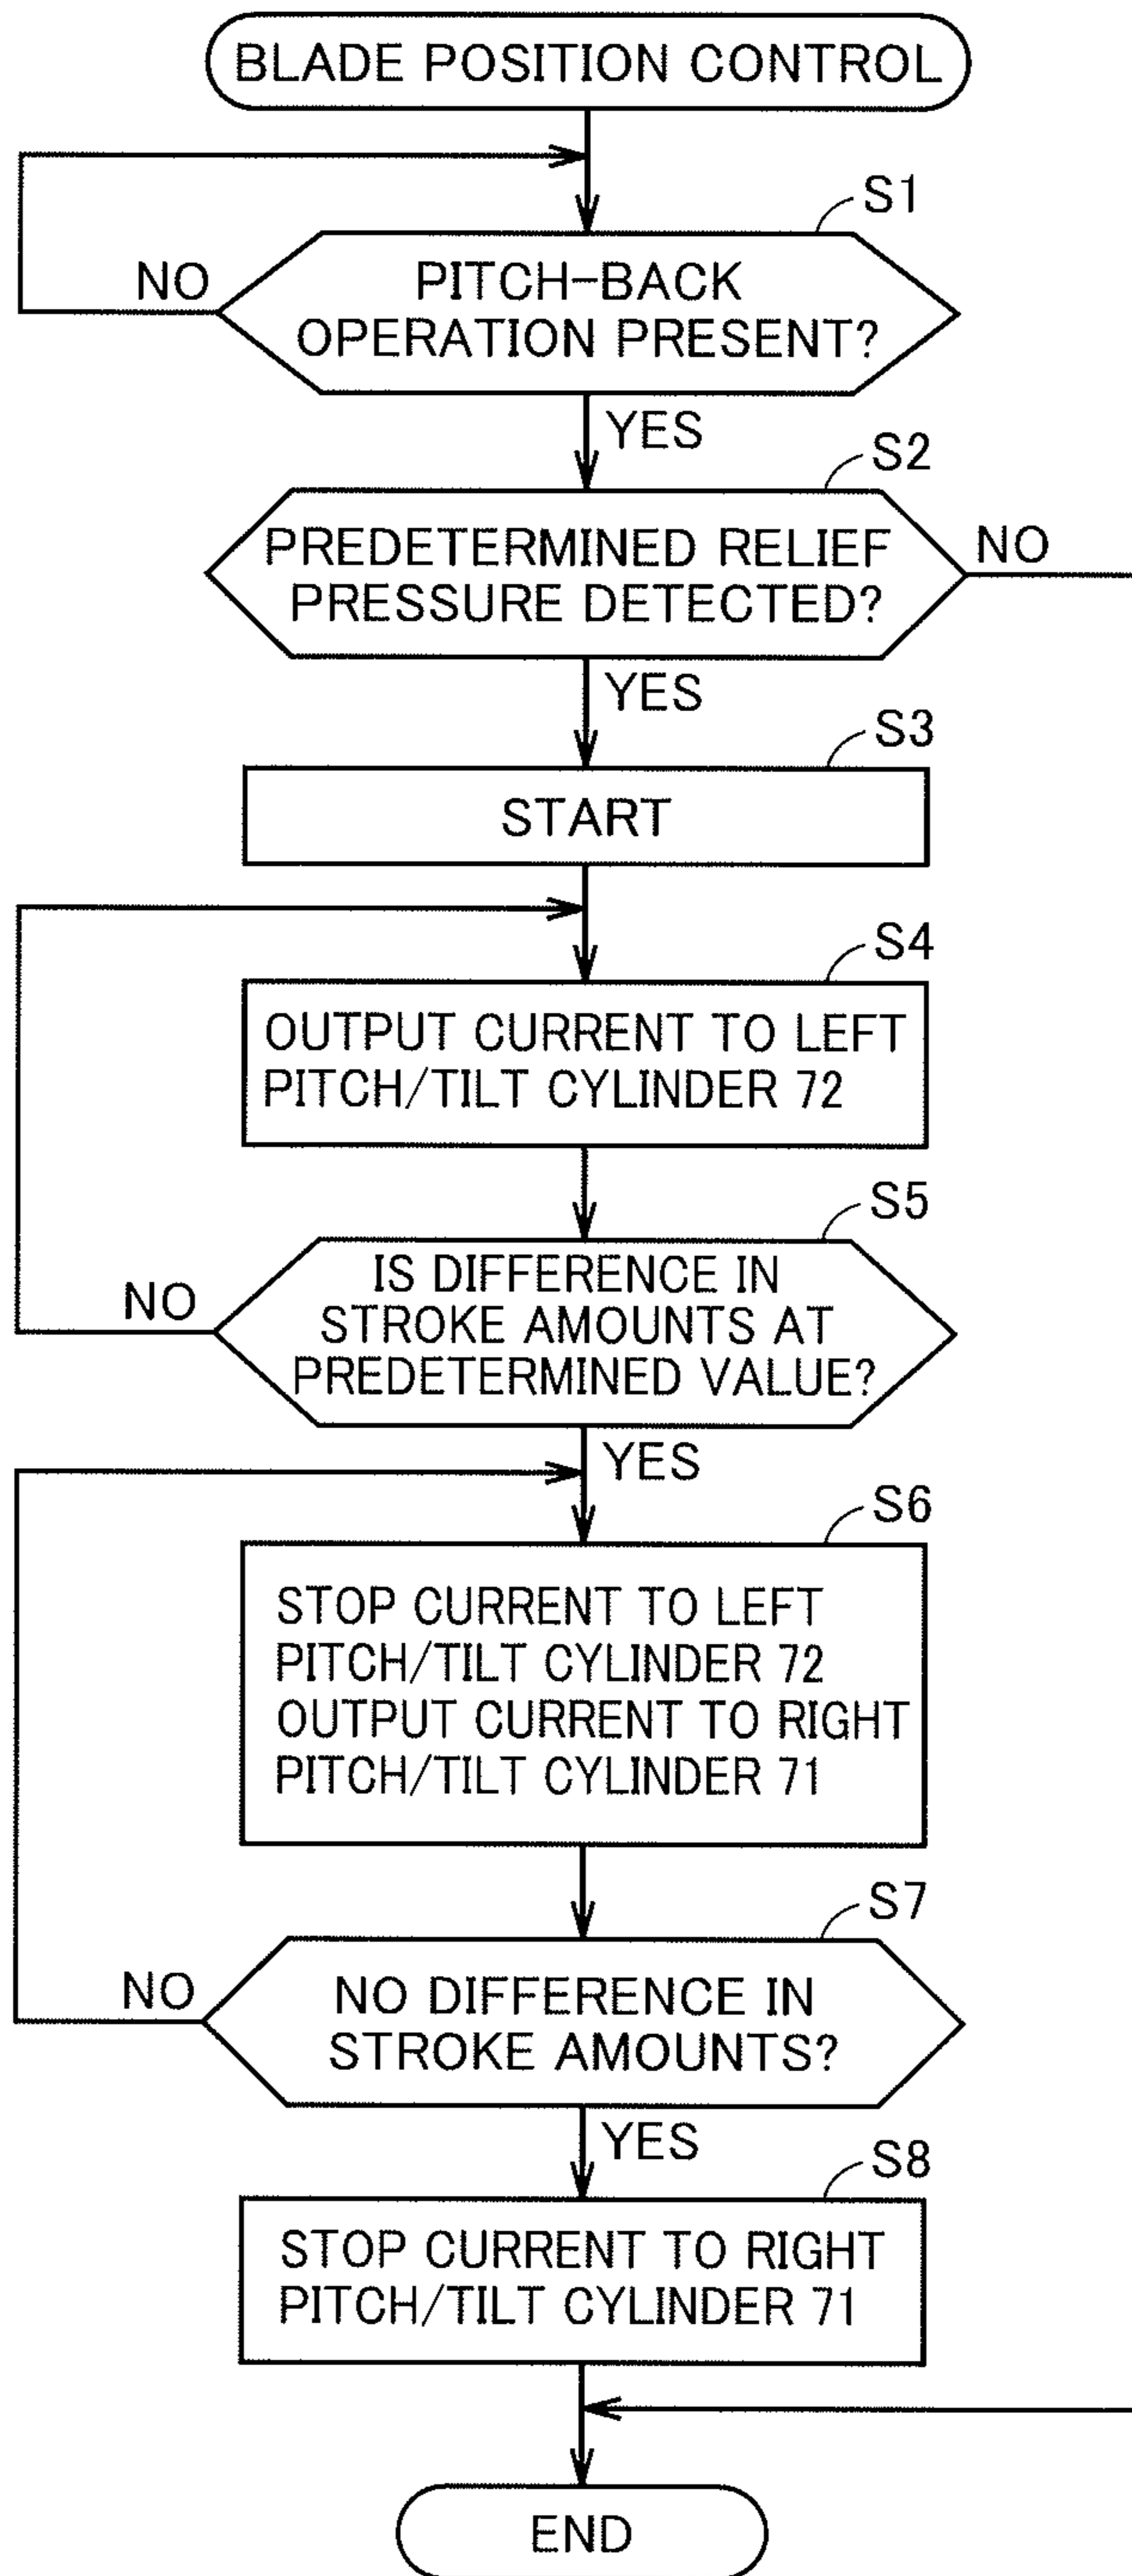 BLADE POSITION CONTROL
S1
NO
PITCH-BACK
OPERATION PRESENT?
YES
S2
PREDETERMINED RELIEF
PRESSURE DETECTED?
NO
YES
S3
START
S4
OUTPUT CURRENT TO LEFT
PITCH/TILT CYLINDER 72
S5
NO
IS DIFFERENCE IN
STROKE AMOUNTS AT
PREDETERMINED VALUE?
YES
S6
STOP CURRENT TO LEFT
PITCH/TILT CYLINDER 72
OUTPUT CURRENT TO RIGHT
PITCH/TILT CYLINDER 71
S7
NO
NO DIFFERENCE IN
STROKE AMOUNTS?
YES
S8
STOP CURRENT TO RIGHT
PITCH/TILT CYLINDER 71
END